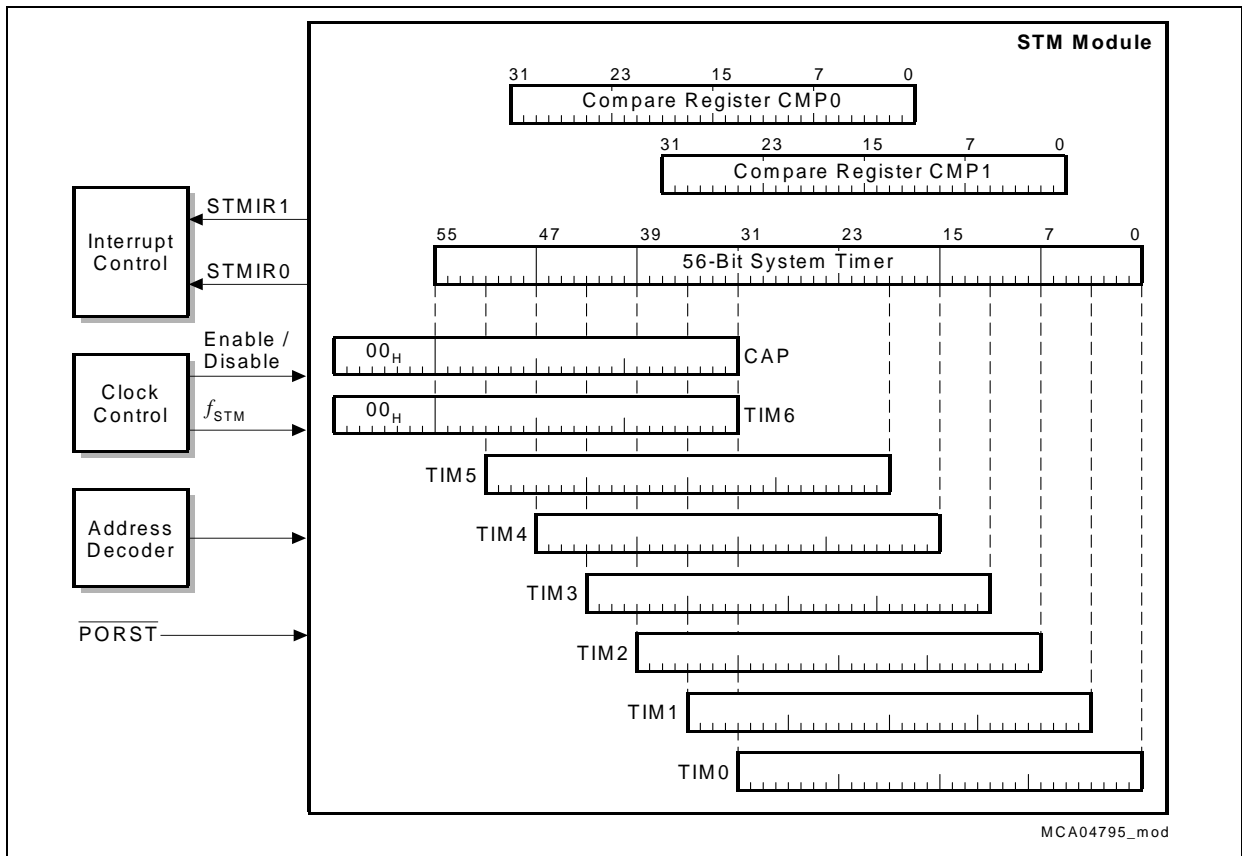 STM Module
31 23 15 7 0
Compare Register CMP0
31 23 15 7 0
Compare Register CMP1
STMIR1
Interrupt
Control
STMIR0
55 47 39 31 23 15 7 0
56-Bit System Timer
Enable /
Disable
Clock
Control
fSTM
00H
CAP
00H
TIM6
TIM5
Address
Decoder
TIM4
TIM3
PORST
TIM2
TIM1
TIM0
MCA04795_mod